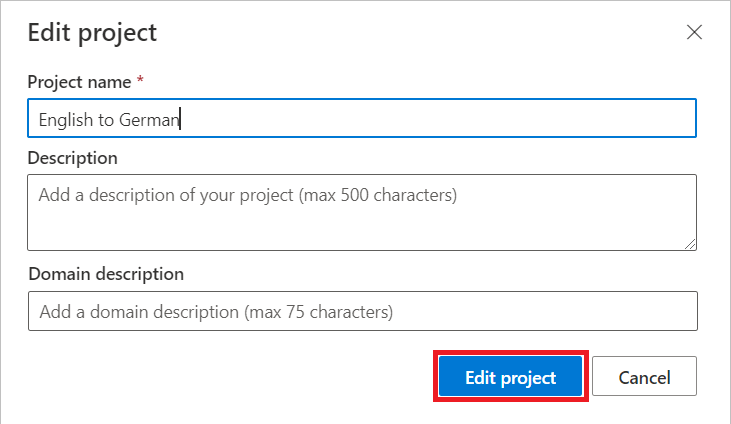 Edit project
Project name *
English to German
Description
Add a description of your project (max 500 characters)
Domain description
Add a domain description (max 75 characters)
Edit project
Cancel